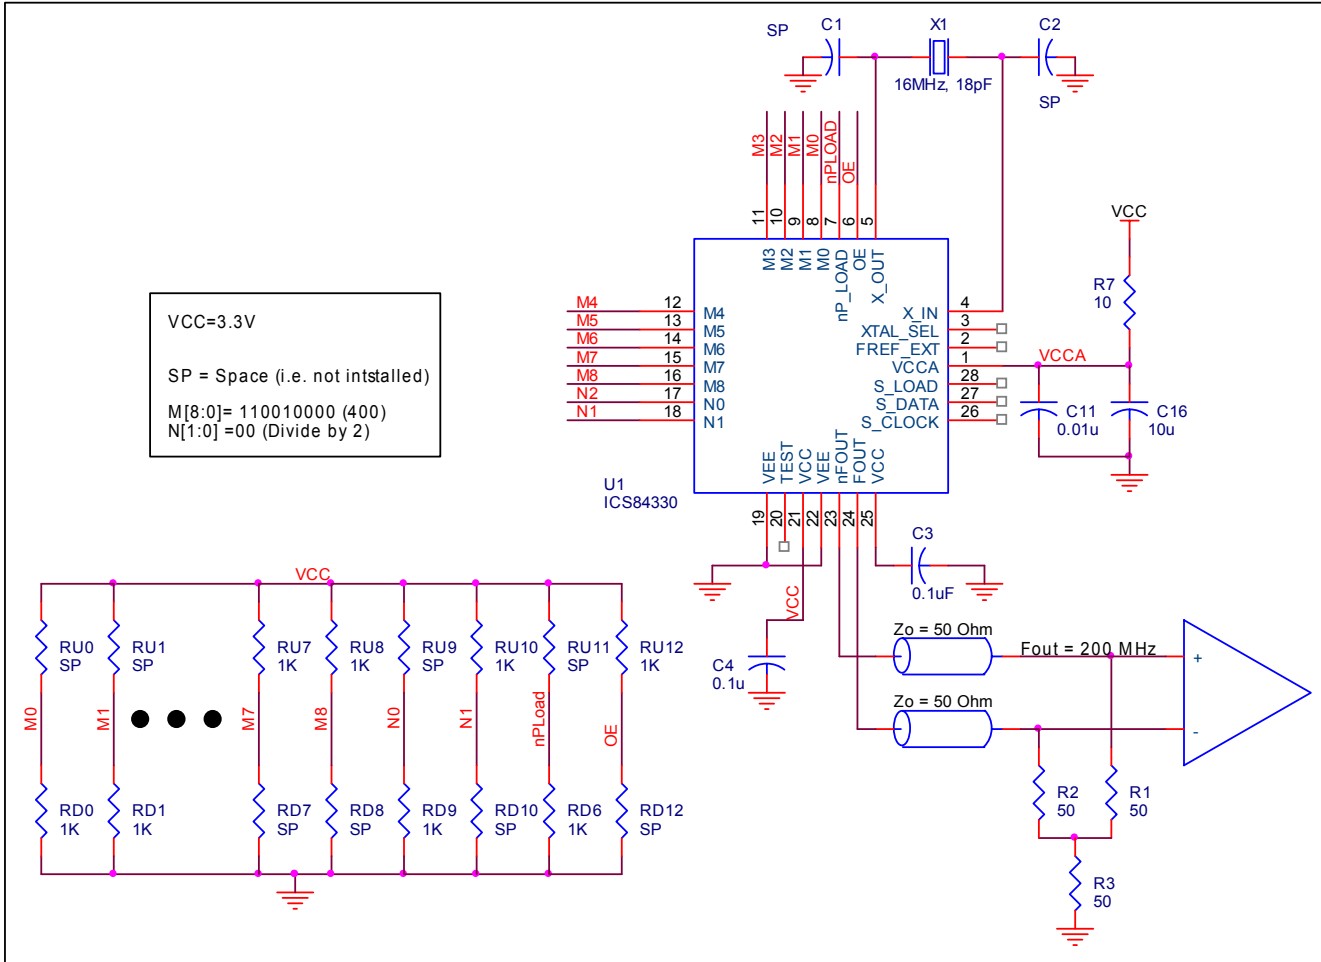 SP
C1
X1
C2
16MHz, 18pF
SP
M3
M2
M1
M0
nPLOAD
OE
11
10
9
8
7
6
5
M3
M2
M1
M0
nP_LOAD
OE
X_OUT
VCC
R7
10
VCC=3.3V
SP = Space (i.e. not intstalled)
M[8:0]= 110010000 (400)
N[1:0] =00 (Divide by 2)
M4
M5
M6
M7
M8
N2
N1
12
13
14
15
16
17
18
M4
M5
M6
M7
M8
N0
N1
X_IN
XTAL_SEL
FREF_EXT
VCCA
S_LOAD
S_DATA
S_CLOCK
4
3
2
1
28
27
26
VCCA
C11
0.01u
C16
10u
VEE
TEST
VCC
VEE
nFOUT
FOUT
VCC
U1
ICS84330
19
20
21
22
23
24
25
C3
0.1uF
VCC
C4
0.1u
VCC
RU0
SP
RU1
SP
RU7
1K
RU8
1K
RU9
SP
RU10
1K
RU11
SP
RU12
1K
M0
M1
M7
M8
N0
N1
nPLoad
OE
RD0
1K
RD1
1K
RD7
SP
RD8
SP
RD9
1K
RD10
SP
RD6
1K
RD12
SP
Zo = 50 Ohm
Fout = 200 MHz
Zo = 50 Ohm
+
-
R2
50
R1
50
R3
50